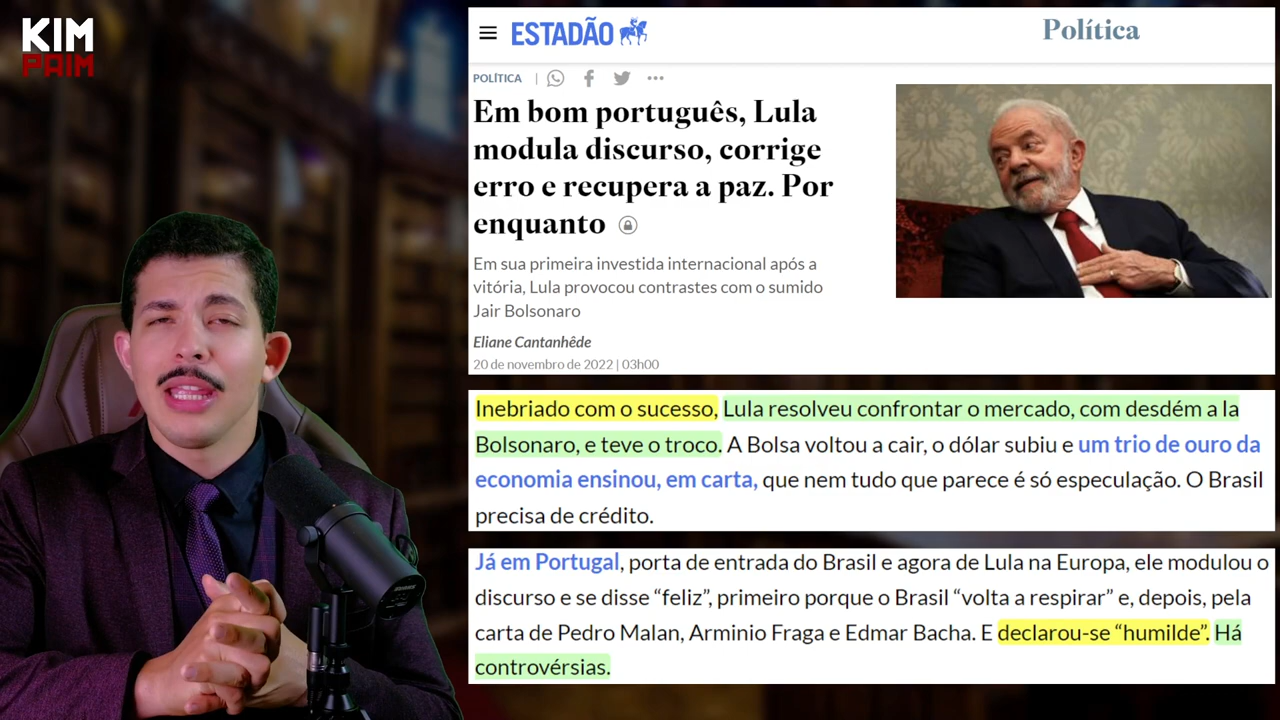 KIM
PAIM
ESTADÃO
Política
POLÍTICA
Em bom português, Lula
modula discurso, corrige
erro e recupera a paz. Por
enquanto
Em sua primeira investida internacional após a
vitória, Lula provocou contrastes com o sumido
Jair Bolsonaro
Eliane Cantanhêde
20 de novembro de 2022 | 03h00
Inebriado com o sucesso, Lula resolveu confrontar o mercado, com desdém a la
Bolsonaro, e teve o troco. A Bolsa voltou a cair, o dólar subiu e um trio de ouro da
economia ensinou, em carta, que nem tudo que parece é só especulação. O Brasil
precisa de crédito.
Já em Portugal, porta de entrada do Brasil e agora de Lula na Europa, ele modulou o
discurso e se disse “feliz”, primeiro porque o Brasil “volta a respirar” e, depois, pela
carta de Pedro Malan, Arminio Fraga e Edmar Bacha. E declarou-se “humilde”. Há
controvérsias.